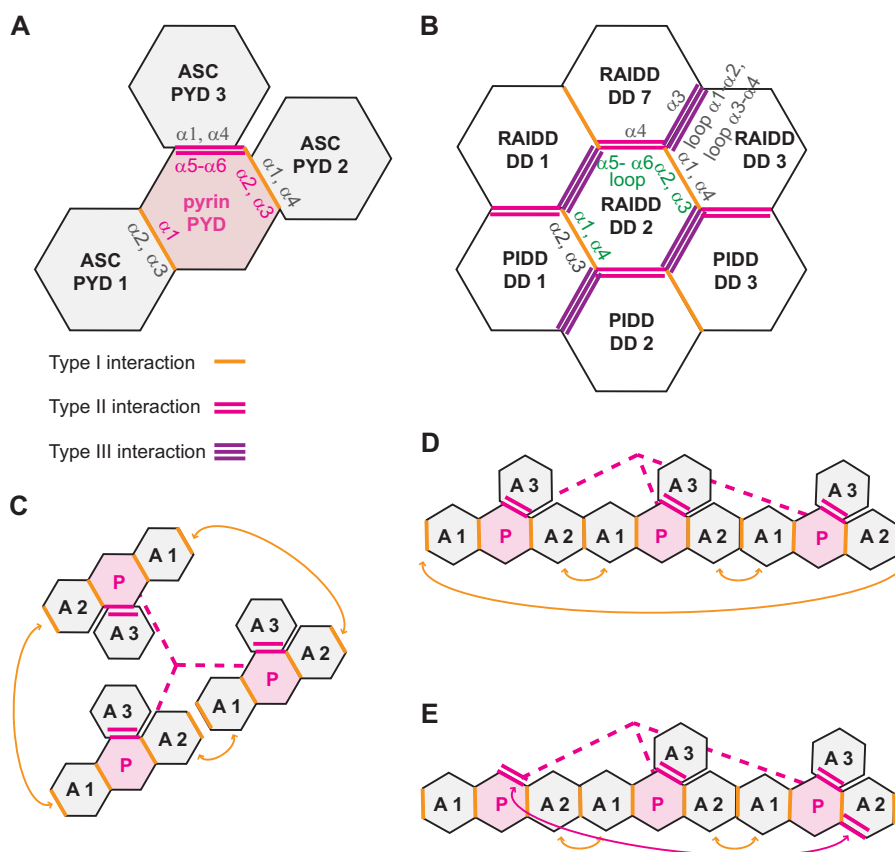 A
ASC
PYD 3
α1, α4
α5-α6
α2, α3
α1, α4
ASC
PYD 2
pyrin
PYD
α1
α2, α3
ASC
PYD 1
Type I interaction
Type II interaction
Type III interaction
B
RAIDD
DD 7
α3
loop α1-α2,
loop α3-α4
RAIDD
DD 1
α4
α5- α6
loop
α2, α3
α1, α4
RAIDD
DD 3
RAIDD
DD 2
α1, α4
α2, α3
PIDD
DD 1
PIDD
DD 3
PIDD
DD 2
C
A 1
P
A 2
A 3
A 3
A 2
P
A 1
A 3
A 2
P
A 1
D
A 3
A 3
A 3
A 1
P
A 2
A 1
P
A 2
A 1
P
A 2
E
A 3
A 3
A 1
P
A 2
A 1
P
A 2
A 1
P
A 2